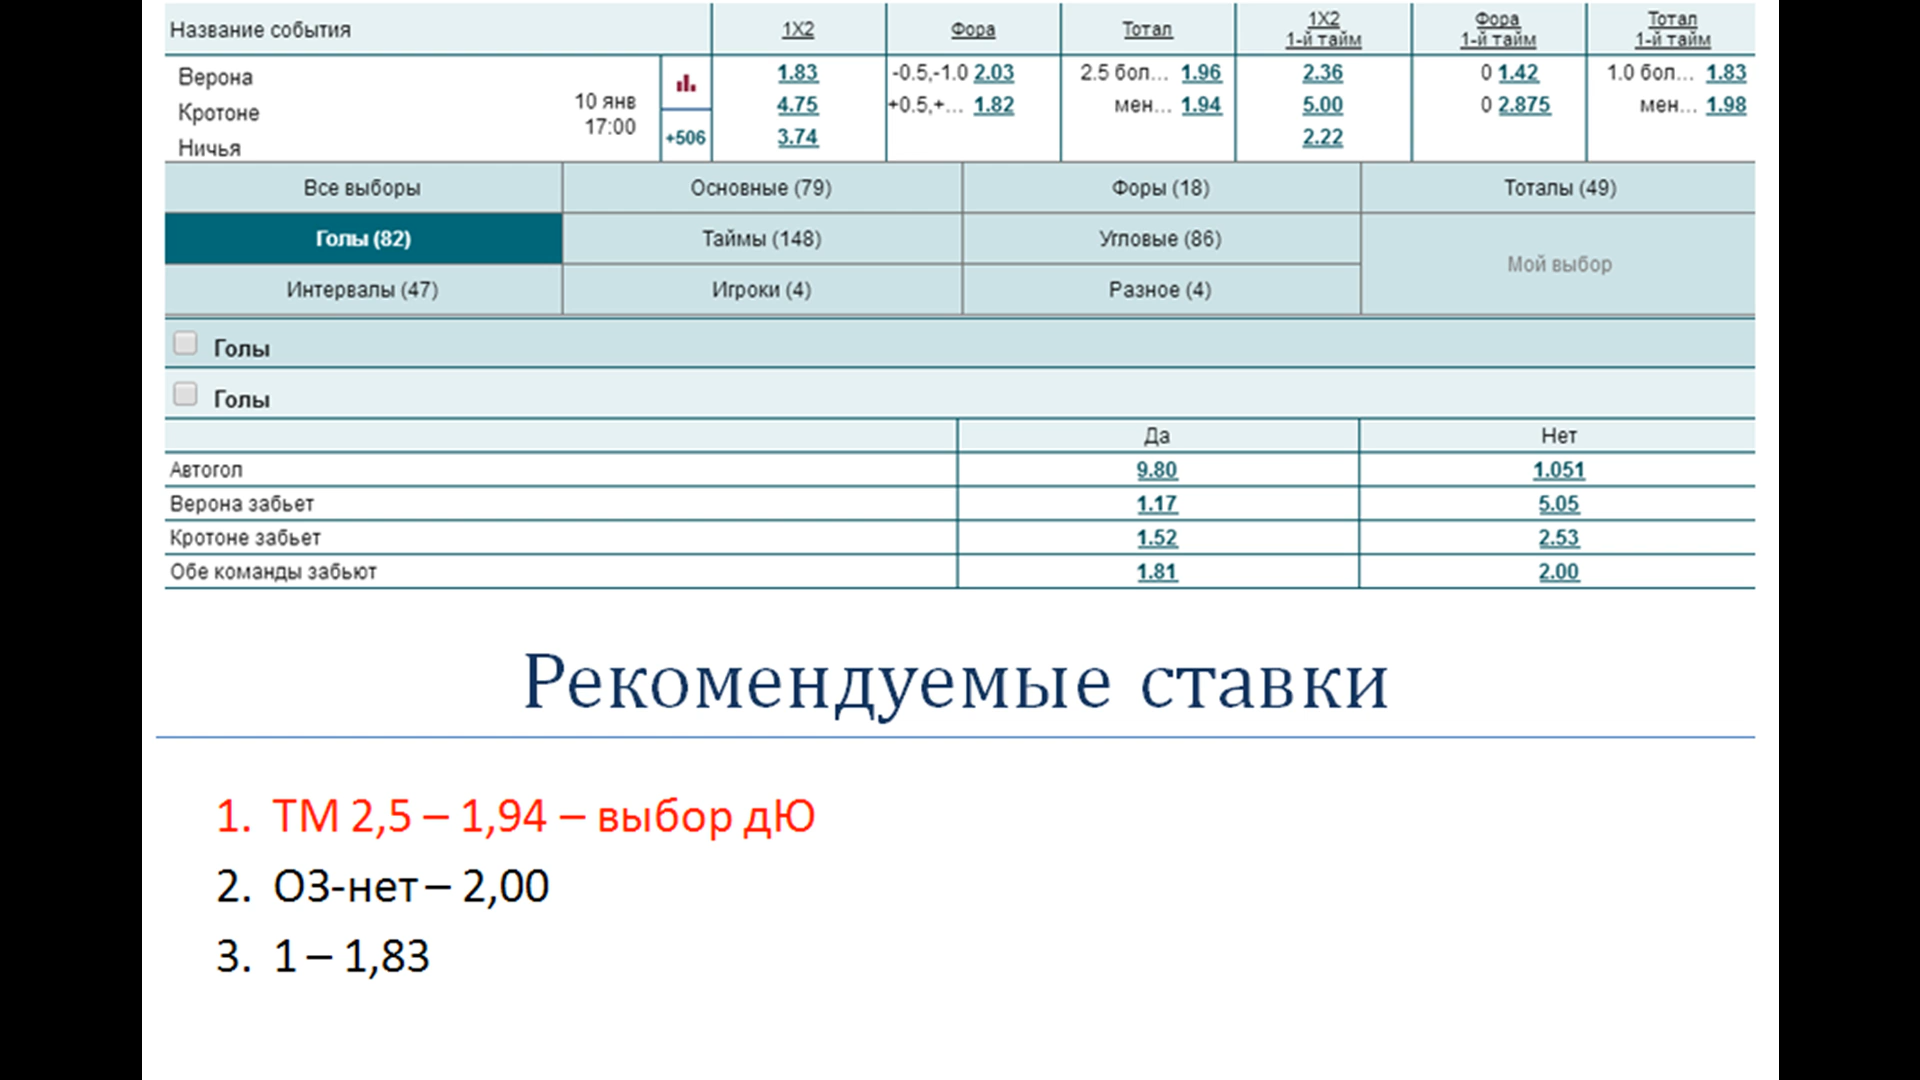 Название события 1X2 Фора Тотал 1X2 1-й тайм Фора 1-й тайм Тотал 1-й тайм
Верона 1.83 -0.5,-1.0 2.03 2.5 бол... 1.96 2.36 0 1.42 1.0 бол... 1.83
10 янв
Кротоне 4.75 +0.5,+... 1.82 мен... 1.94 5.00 0 2.875 мен... 1.98
17:00
Ничья +506 3.74 2.22
Все выборы Основные (79) Форы (18) Тоталы (49)
Голы (82) Таймы (148) Угловые (86)
Мой выбор
Интервалы (47) Игроки (4) Разное (4)
Голы
Голы
Да Нет
Автогол 9.80 1.051
Верона забьет 1.17 5.05
Кротоне забьет 1.52 2.53
Обе команды забьют 1.81 2.00
Рекомендуемые ставки
1. ТМ 2,5 – 1,94 – выбор дЮ
2. ОЗ-нет – 2,00
3. 1 – 1,83